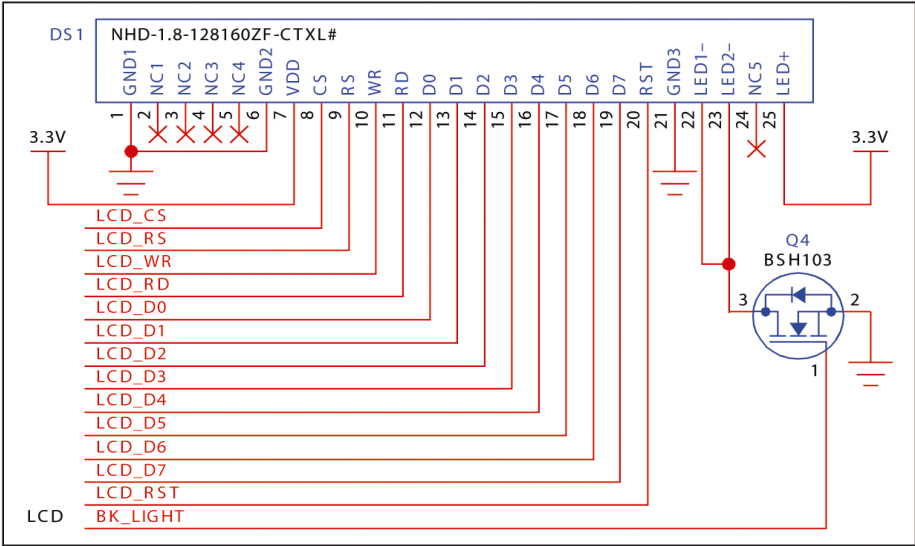 DS1
NHD-1.8-128160ZF-CTXL#
GND1 NC1 NC2 NC3 NC4 GND2 VDD CS RS WR RD D0 D1 D2 D3 D4 D5 D6 D7 RST GND3 LED1- LED2- NC5 LED+
1 2 3 4 5 6 7 8 9 10 11 12 13 14 15 16 17 18 19 20 21 22 23 24 25
3.3V 3.3V
LCD_CS
LCD_RS
LCD_WR
LCD_RD
LCD_D0
LCD_D1
LCD_D2
LCD_D3
LCD_D4
LCD_D5
LCD_D6
LCD_D7
LCD_RST
LCD BK_LIGHT
Q4
BSH103
3 2
1